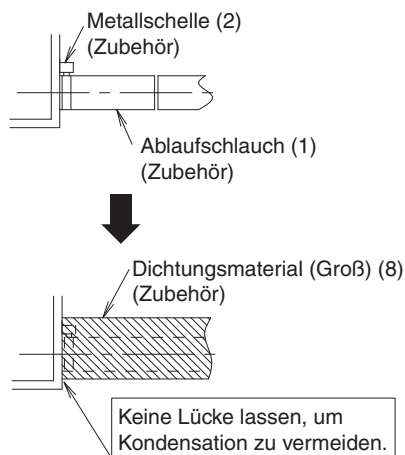 Metallschelle (2)
(Zubehör)
Ablaufschlauch (1)
(Zubehör)
Dichtungsmaterial (Groß) (8)
(Zubehör)
Keine Lücke lassen, um
Kondensation zu vermeiden.